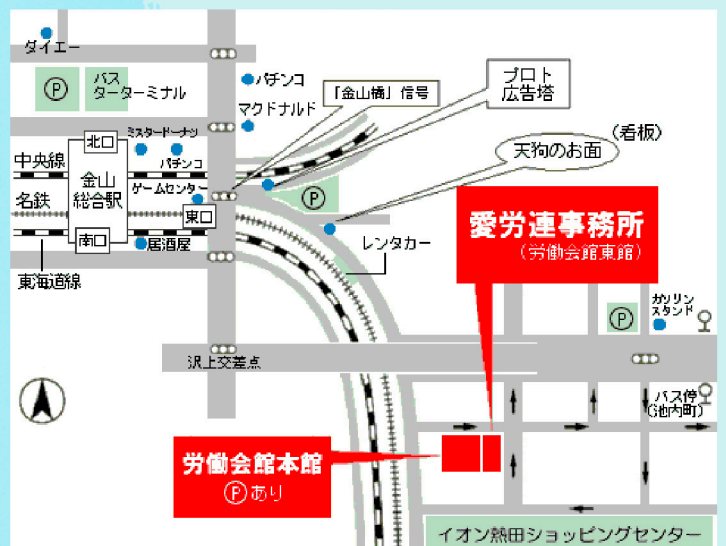 ダイエー
Ⓟ
バス
ターターミナル
パチンコ
マクドナルド
「金山橋」信号
プロト
広告塔
天狗のお面
(看板)
北口
ミスタードーナツ
パチンコ
中央線
金山
総合駅
名鉄
ゲームセンター
東口
南口
居酒屋
東海道線
Ⓟ
レンタカー
愛労連事務所
(労働会館東館)
ガソリン
スタンド
Ⓟ
沢上交差点
バス停
(池内町)
労働会館本館
Ⓟあり
イオン熱田ショッピングセンター